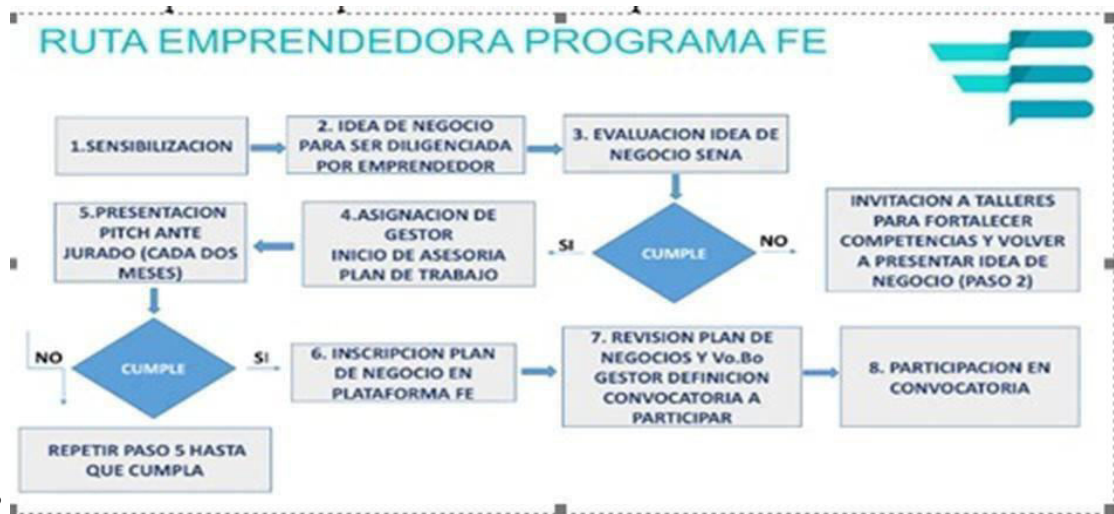 RUTA EMPRENDEDORA PROGRAMA FE
1.SENSIBILIZACION
2. IDEA DE NEGOCIO
PARA SER DILIGENCIADA
POR EMPRENDEDOR
3. EVALUACION IDEA DE
NEGOCIO SENA
CUMPLE
NO
INVITACION A TALLERES
PARA FORTALECER
COMPETENCIAS Y VOLVER
A PRESENTAR IDEA DE
NEGOCIO (PASO 2)
SI
4.ASIGNACION DE
GESTOR
INICIO DE ASESORIA
PLAN DE TRABAJO
5.PRESENTACION
PITCH ANTE
JURADO (CADA DOS
MESES)
CUMPLE
NO
REPETIR PASO 5 HASTA
QUE CUMPLA
SI
6. INSCRIPCION PLAN
DE NEGOCIO EN
PLATAFORMA FE
7. REVISION PLAN DE
NEGOCIOS Y Vo.Bo
GESTOR DEFINICION
CONVOCATORIA A
PARTICIPAR
8. PARTICIPACION EN
CONVOCATORIA